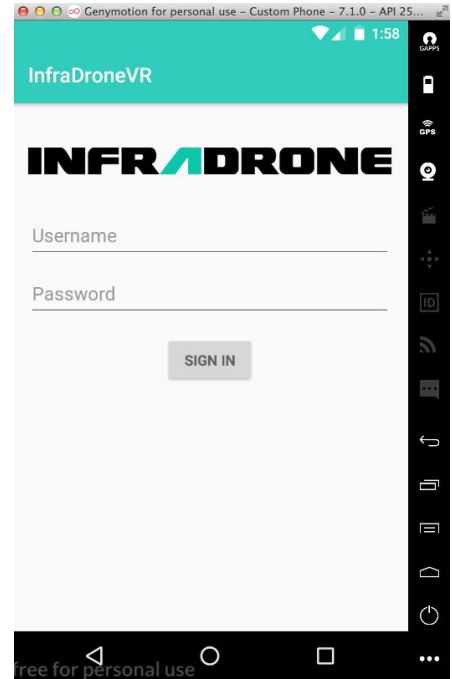 Genymotion for personal use – Custom Phone – 7.1.0 – API 25...
1:58
GAPPS
InfraDroneVR
GPS
INFRADRONE
Username
Password
ID
SIGN IN
free for personal use